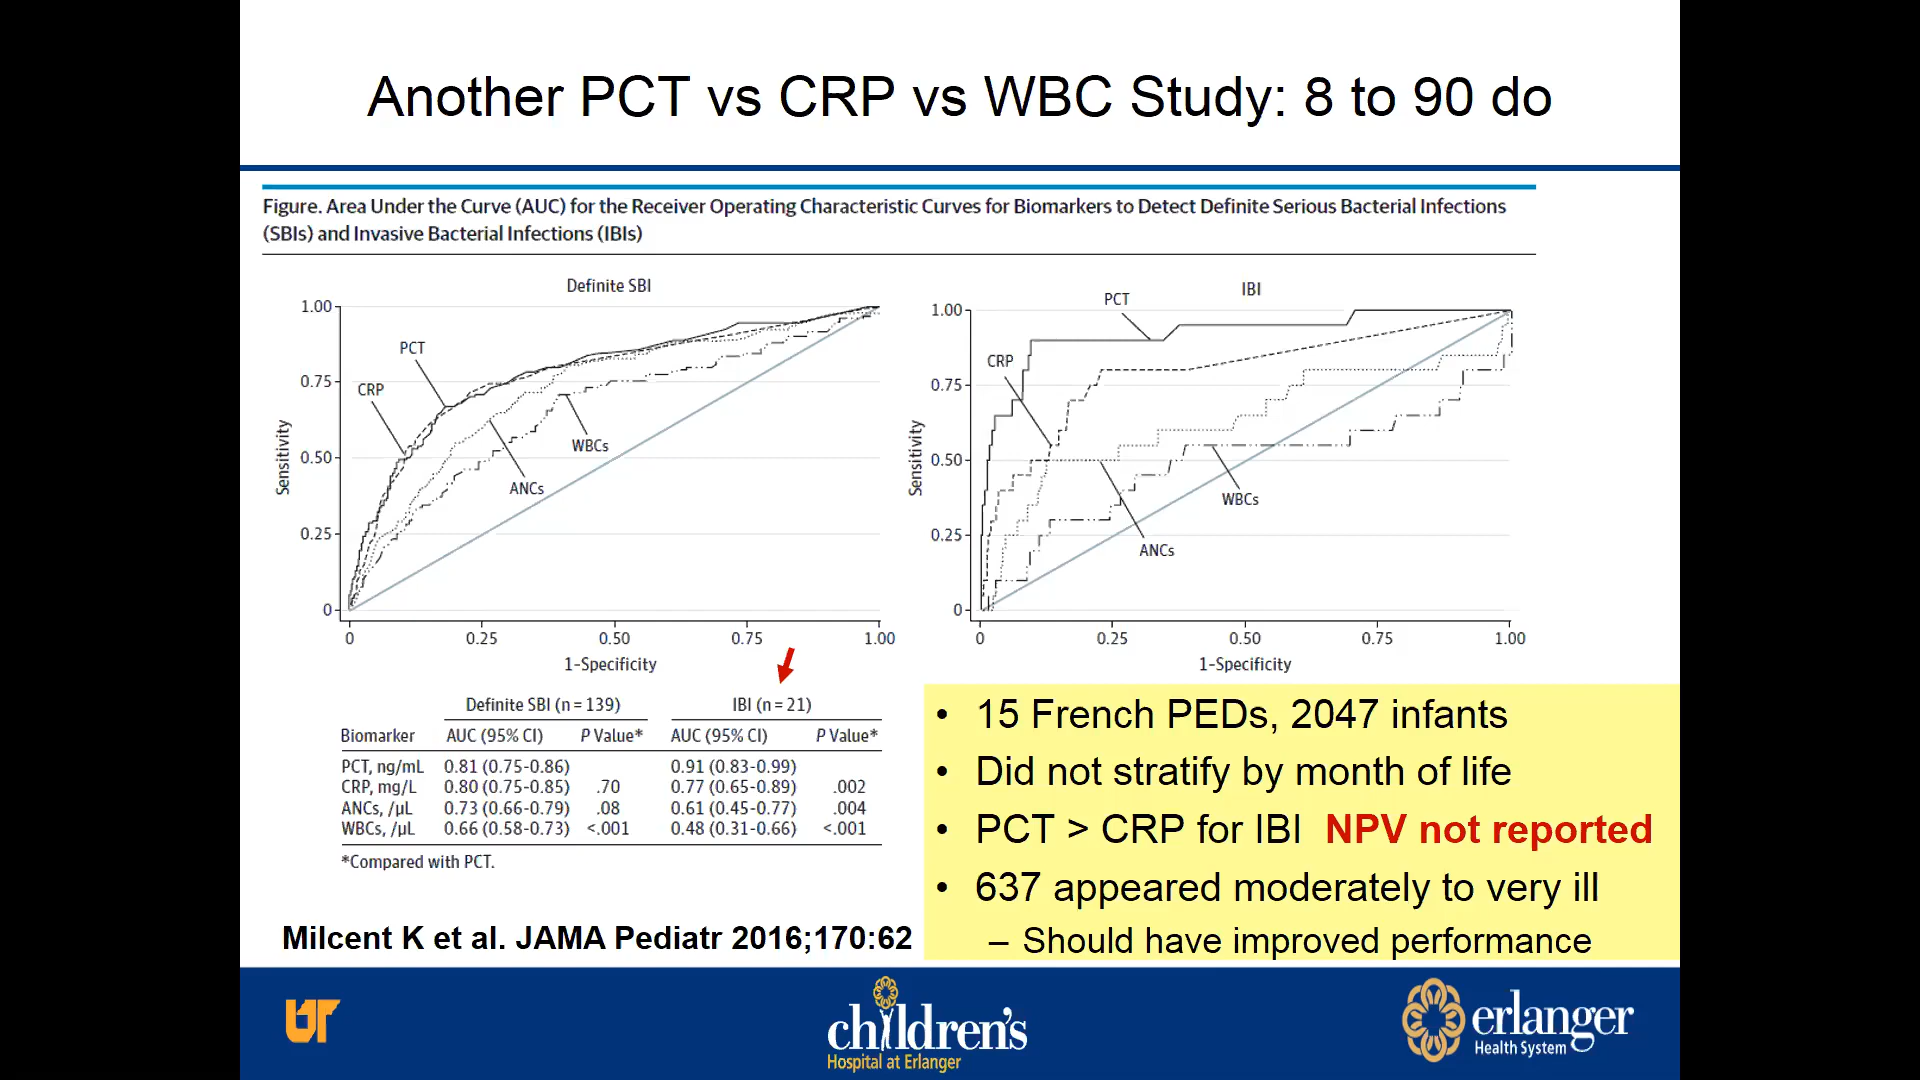 Another PCT vs CRP vs WBC Study: 8 to 90 do
Figure. Area Under the Curve (AUC) for the Receiver Operating Characteristic Curves for Biomarkers to Detect Definite Serious Bacterial Infections
(SBIs) and Invasive Bacterial Infections (IBIs)
Definite SBI
1.00
0.75
0.50
0.25
0
Sensitivity
PCT
CRP
WBCs
ANCs
0 0.25 0.50 0.75 1.00
1-Specificity
IBI
1.00
0.75
0.50
0.25
0
Sensitivity
PCT
CRP
WBCs
ANCs
0 0.25 0.50 0.75 1.00
1-Specificity
Definite SBI (n = 139) IBI (n = 21)
Biomarker AUC (95% CI) P Value* AUC (95% CI) P Value*
PCT, ng/mL 0.81 (0.75-0.86) 0.91 (0.83-0.99)
CRP, mg/L 0.80 (0.75-0.85) .70 0.77 (0.65-0.89) .002
ANCs, /µL 0.73 (0.66-0.79) .08 0.61 (0.45-0.77) .004
WBCs, /µL 0.66 (0.58-0.73) <.001 0.48 (0.31-0.66) <.001
*Compared with PCT.
• 15 French PEDs, 2047 infants
• Did not stratify by month of life
• PCT > CRP for IBI NPV not reported
• 637 appeared moderately to very ill
– Should have improved performance
Milcent K et al. JAMA Pediatr 2016;170:62
UT
children's
Hospital at Erlanger
erlanger
Health System